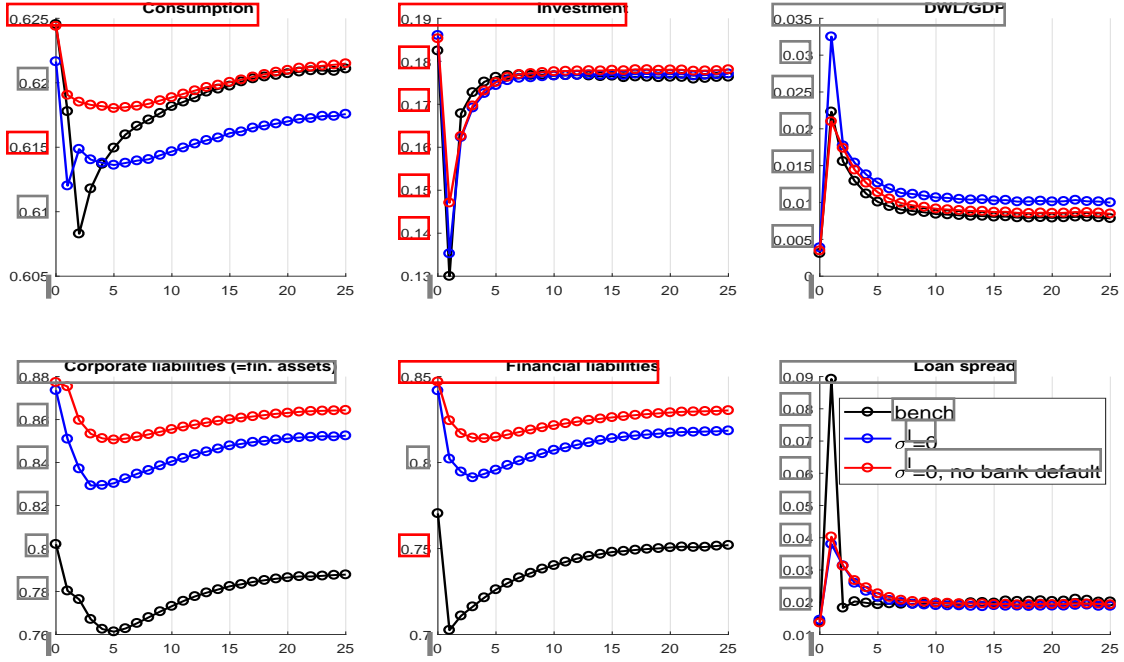 Consumption
0.625
0.62
0.615
0.61
0.605
0 5 10 15 20 25
Investment
0.19
0.18
0.17
0.16
0.15
0.14
0.13
0 5 10 15 20 25
DWL/GDP
0.035
0.03
0.025
0.02
0.015
0.01
0.005
0
0 5 10 15 20 25
Corporate liabilities (=fin. assets)
0.88
0.86
0.84
0.82
0.8
0.78
0.76
0 5 10 15 20 25
Financial liabilities
0.85
0.8
0.75
0.7
0 5 10 15 20 25
Loan spread
0.09
0.08
0.07
0.06
0.05
0.04
0.03
0.02
0.01
0 5 10 15 20 25
bench
σ^I=0
σ^I=0, no bank default